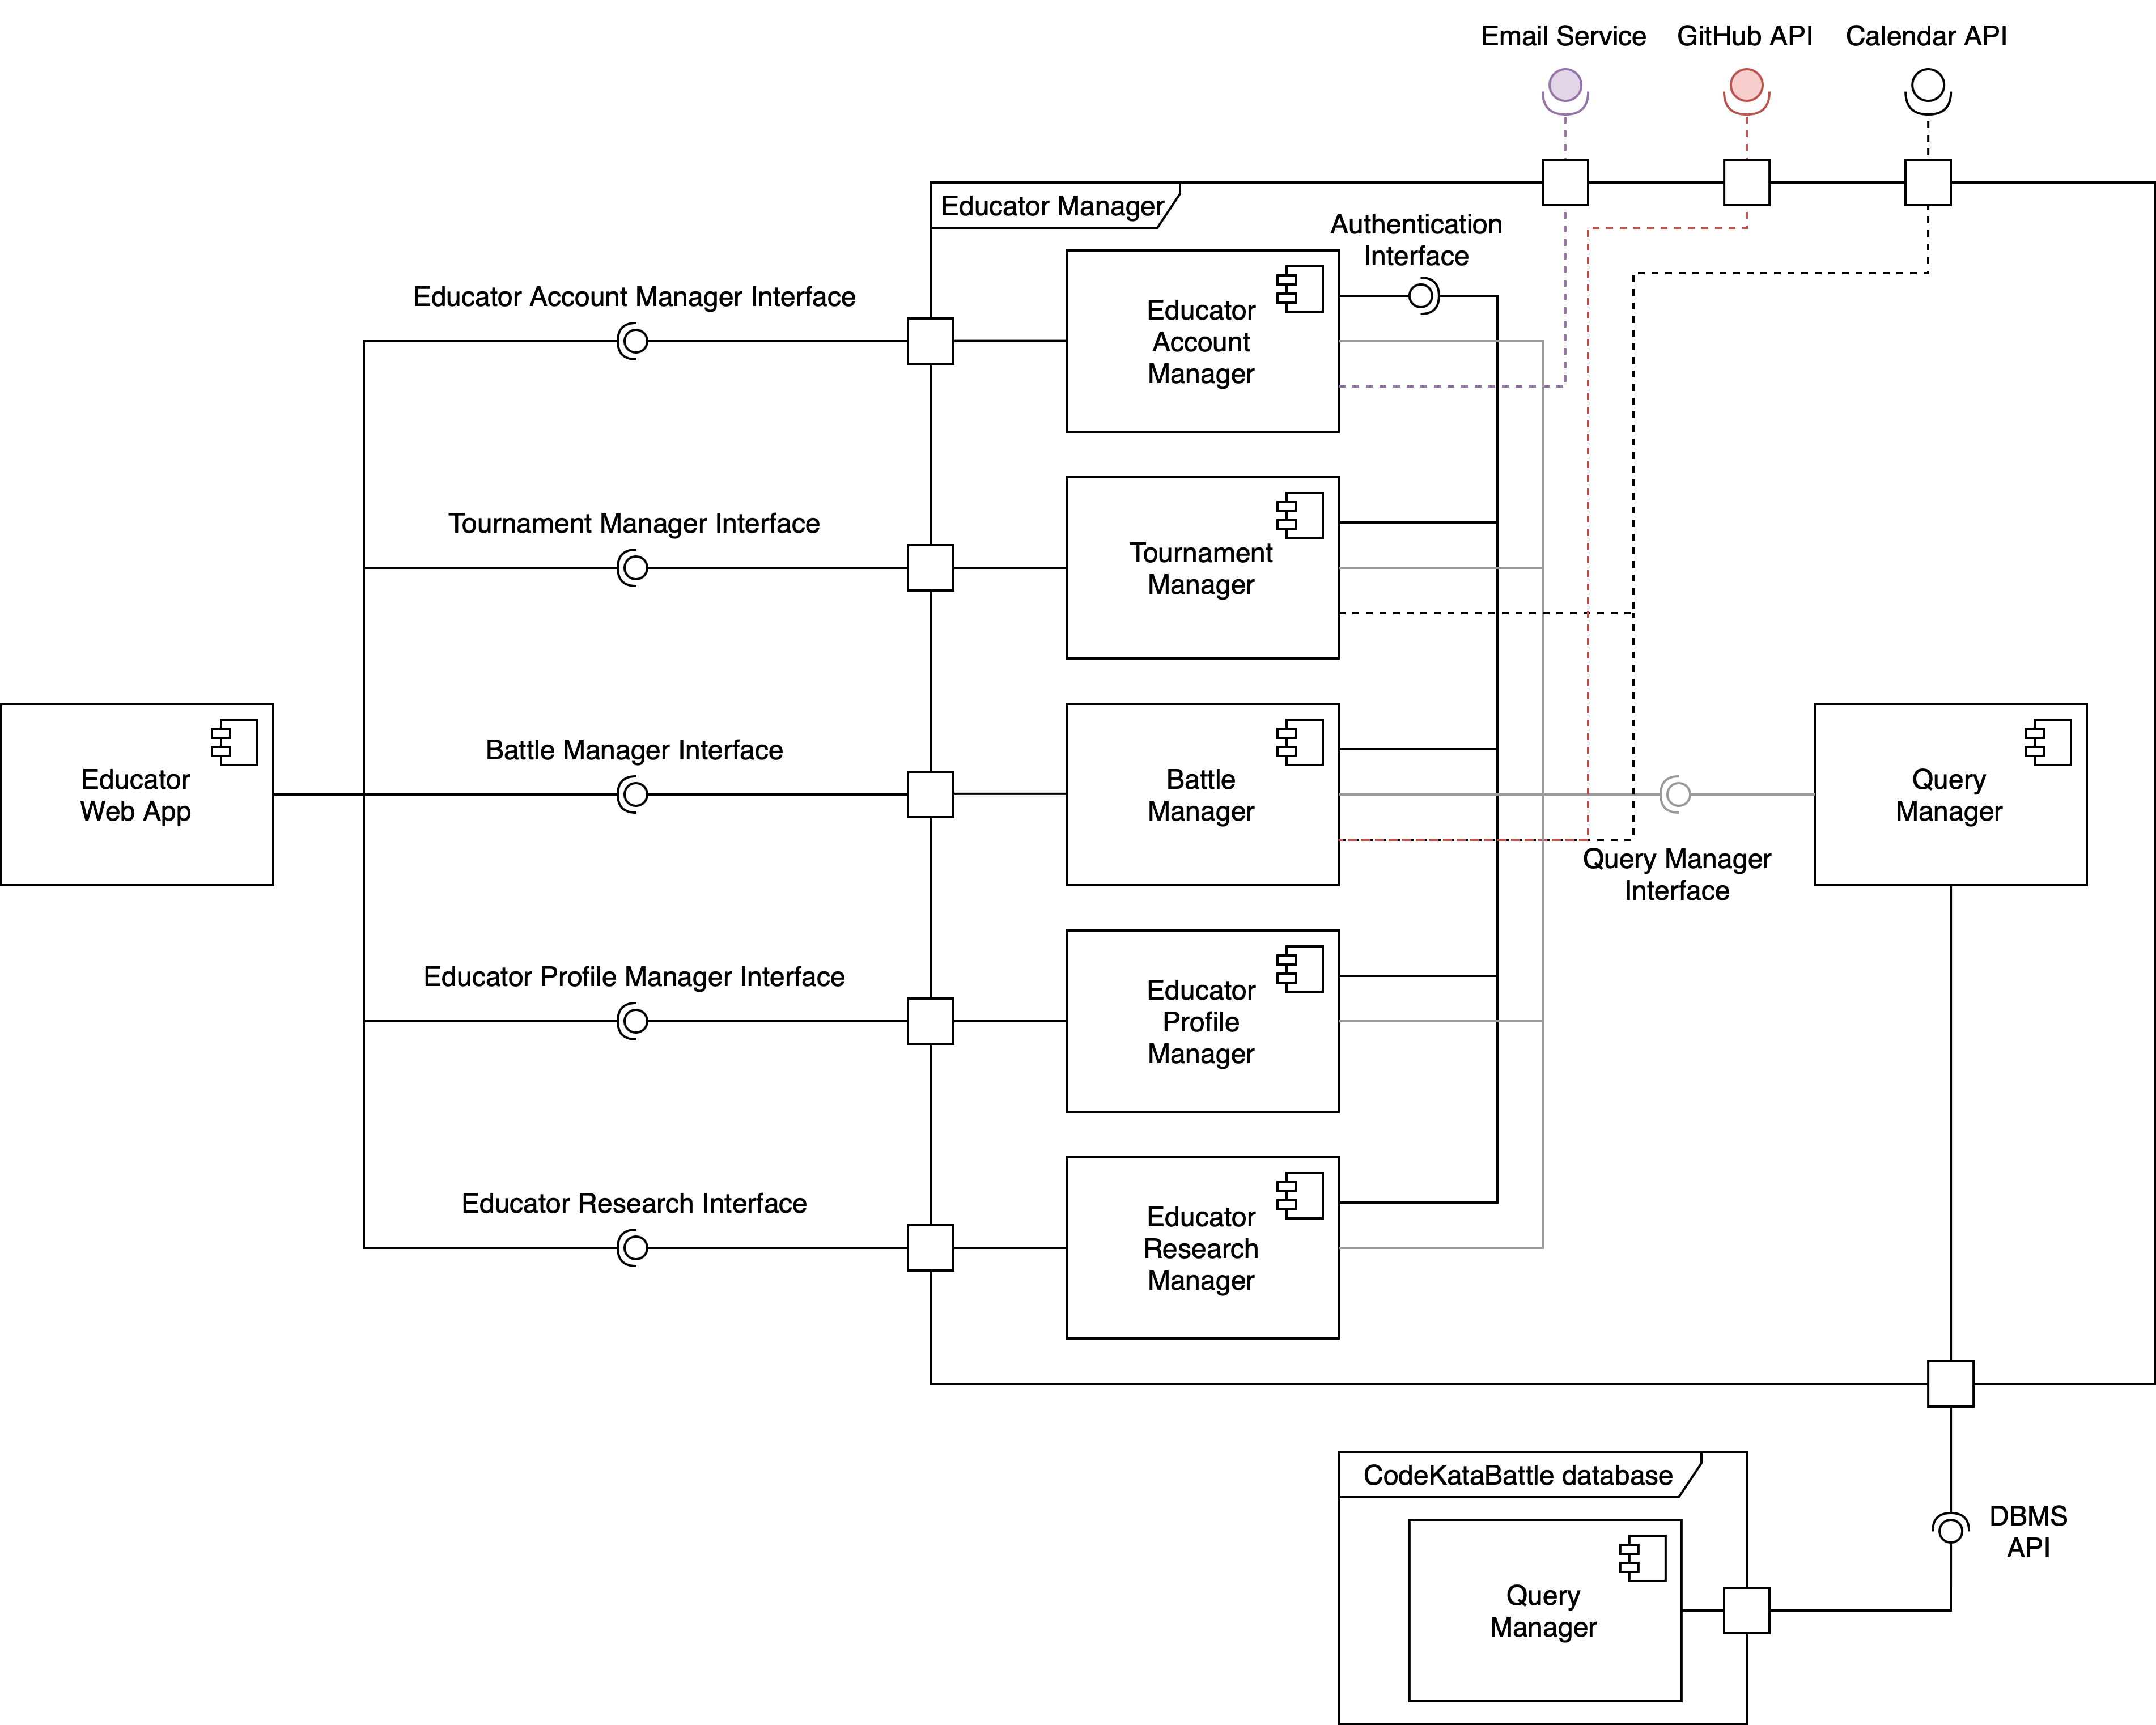 Email Service
GitHub API
Calendar API
Educator Manager
Authentication
Interface
Educator Account Manager Interface
Educator
Account
Manager
Tournament Manager Interface
Tournament
Manager
Battle Manager Interface
Educator
Web App
Battle
Manager
Query
Manager
Query Manager
Interface
Educator Profile Manager Interface
Educator
Profile
Manager
Educator Research Interface
Educator
Research
Manager
CodeKataBattle database
DBMS
API
Query
Manager